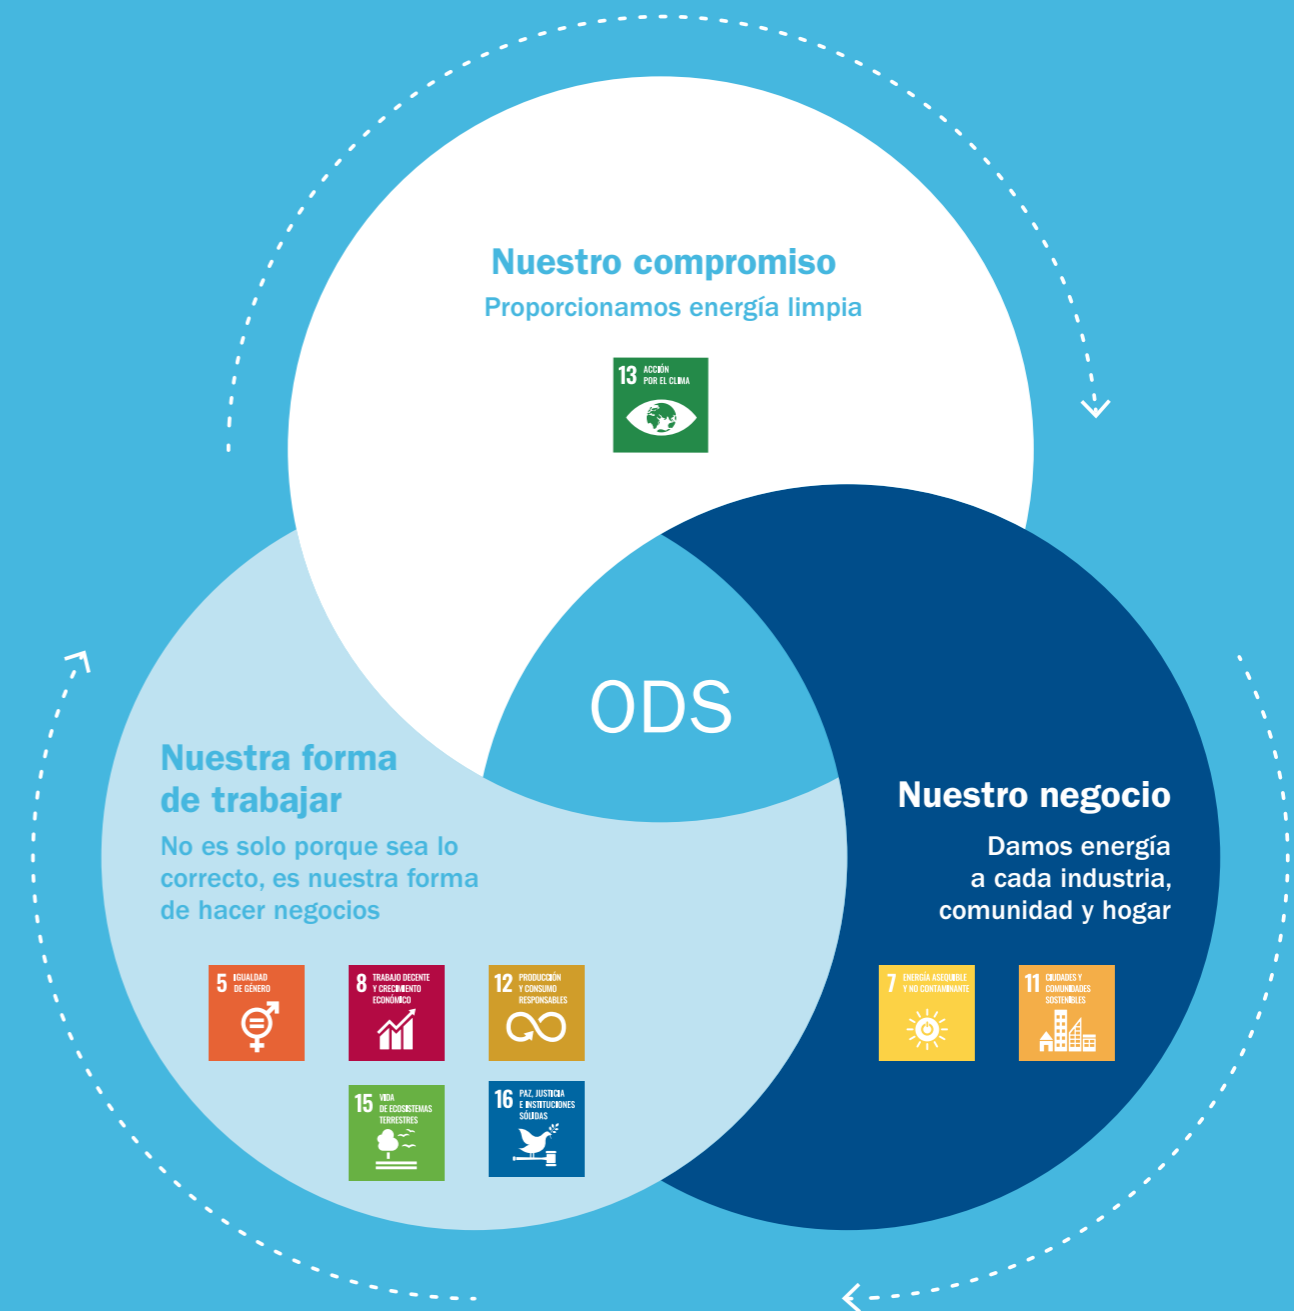 Nuestro compromiso
Proporcionamos energía limpia
13 ACCIÓN
POR EL CLIMA
ODS
Nuestra forma
de trabajar
No es solo porque sea lo
correcto, es nuestra forma
de hacer negocios
5 IGUALDAD
DE GÉNERO
8 TRABAJO DECENTE
Y CRECIMIENTO
ECONÓMICO
12 PRODUCCIÓN
Y CONSUMO
RESPONSABLES
15 VIDA
DE ECOSISTEMAS
TERRESTRES
16 PAZ, JUSTICIA
E INSTITUCIONES
SÓLIDAS
Nuestro negocio
Damos energía
a cada industria,
comunidad y hogar
7 ENERGÍA ASEQUIBLE
Y NO CONTAMINANTE
11 CIUDADES Y
COMUNIDADES
SOSTENIBLES